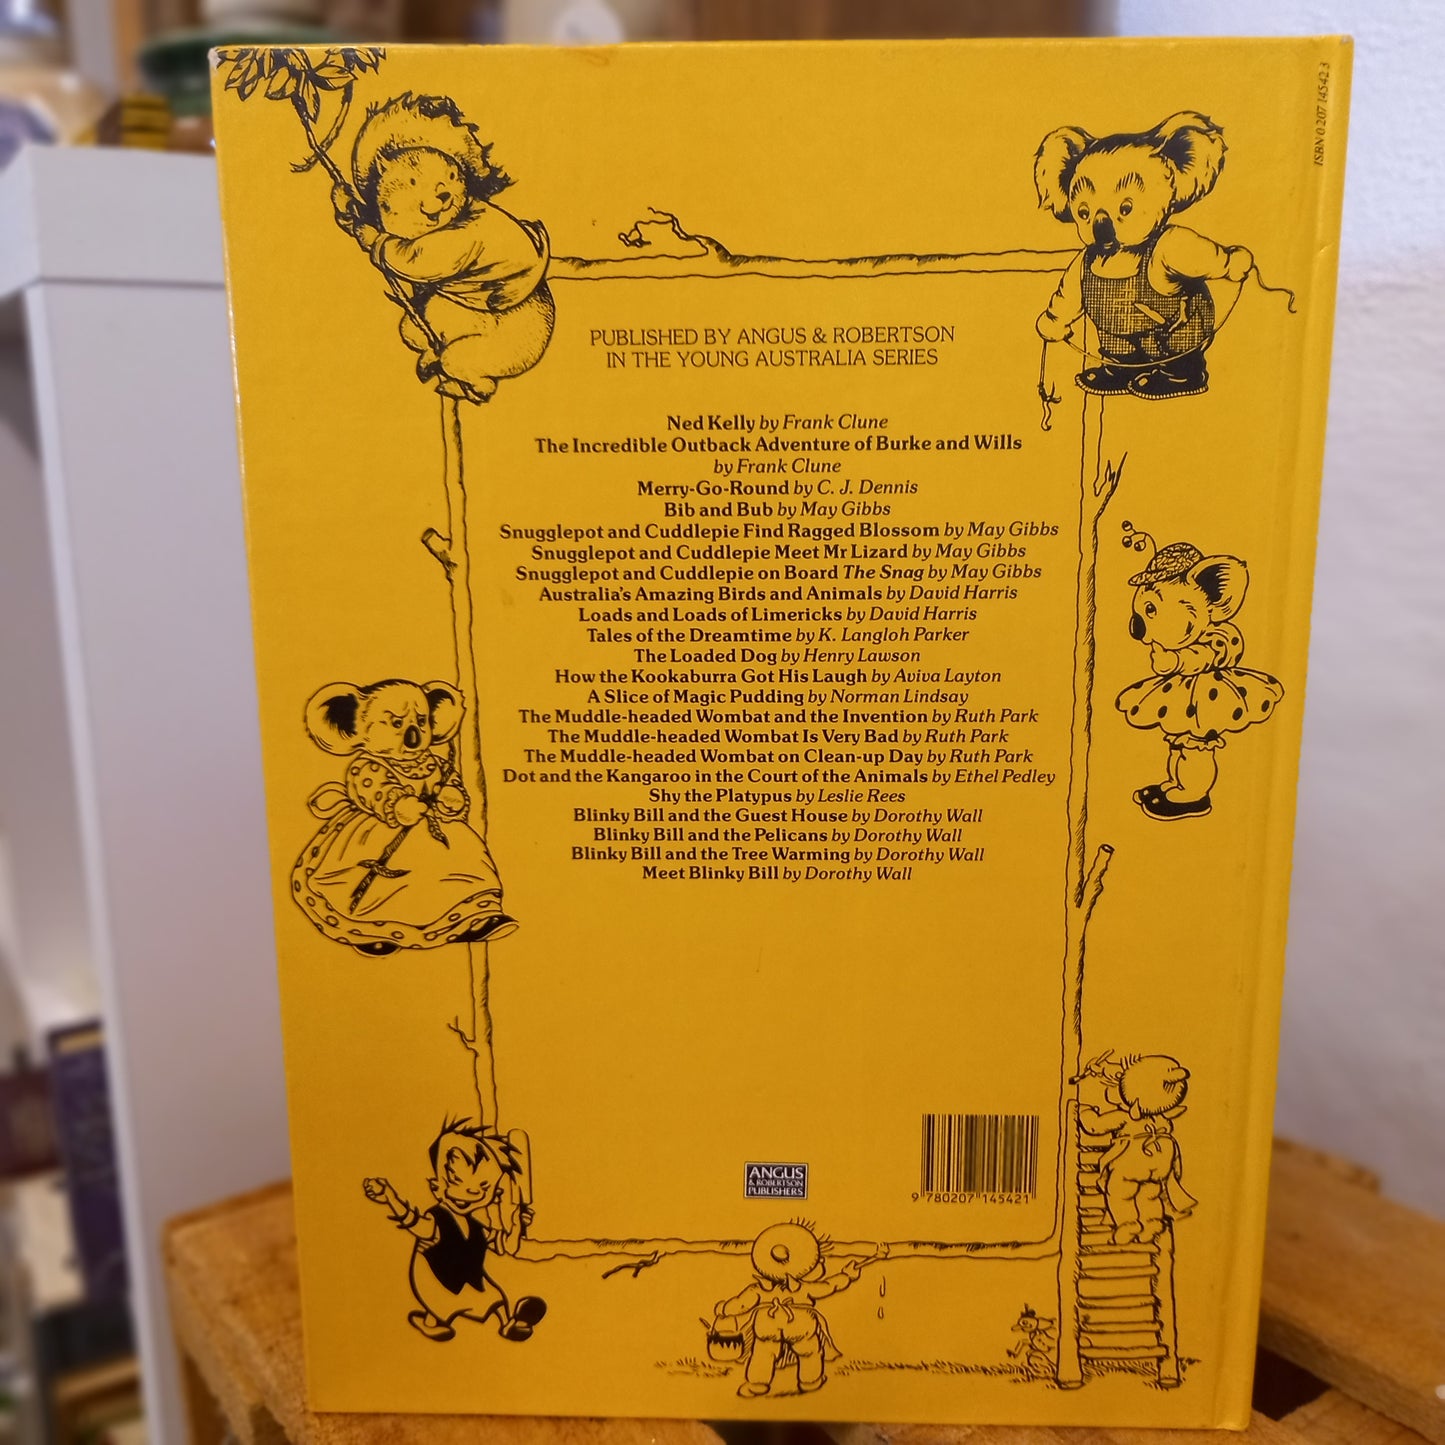 ISBN 0 207 14542 3
PUBLISHED BY ANGUS & ROBERTSON
IN THE YOUNG AUSTRALIA SERIES
Ned Kelly by Frank Clune
The Incredible Outback Adventure of Burke and Wills
by Frank Clune
Merry-Go-Round by C. J. Dennis
Bib and Bub by May Gibbs
Snugglepot and Cuddlepie Find Ragged Blossom by May Gibbs
Snugglepot and Cuddlepie Meet Mr Lizard by May Gibbs
Snugglepot and Cuddlepie on Board The Snag by May Gibbs
Australia's Amazing Birds and Animals by David Harris
Loads and Loads of Limericks by David Harris
Tales of the Dreamtime by K. Langloh Parker
The Loaded Dog by Henry Lawson
How the Kookaburra Got His Laugh by Aviva Layton
A Slice of Magic Pudding by Norman Lindsay
The Muddle-headed Wombat and the Invention by Ruth Park
The Muddle-headed Wombat Is Very Bad by Ruth Park
The Muddle-headed Wombat on Clean-up Day by Ruth Park
Dot and the Kangaroo in the Court of the Animals by Ethel Pedley
Shy the Platypus by Leslie Rees
Blinky Bill and the Guest House by Dorothy Wall
Blinky Bill and the Pelicans by Dorothy Wall
Blinky Bill and the Tree Warming by Dorothy Wall
Meet Blinky Bill by Dorothy Wall
ANGUS
& ROBERTSON
PUBLISHERS
9 780207 145421